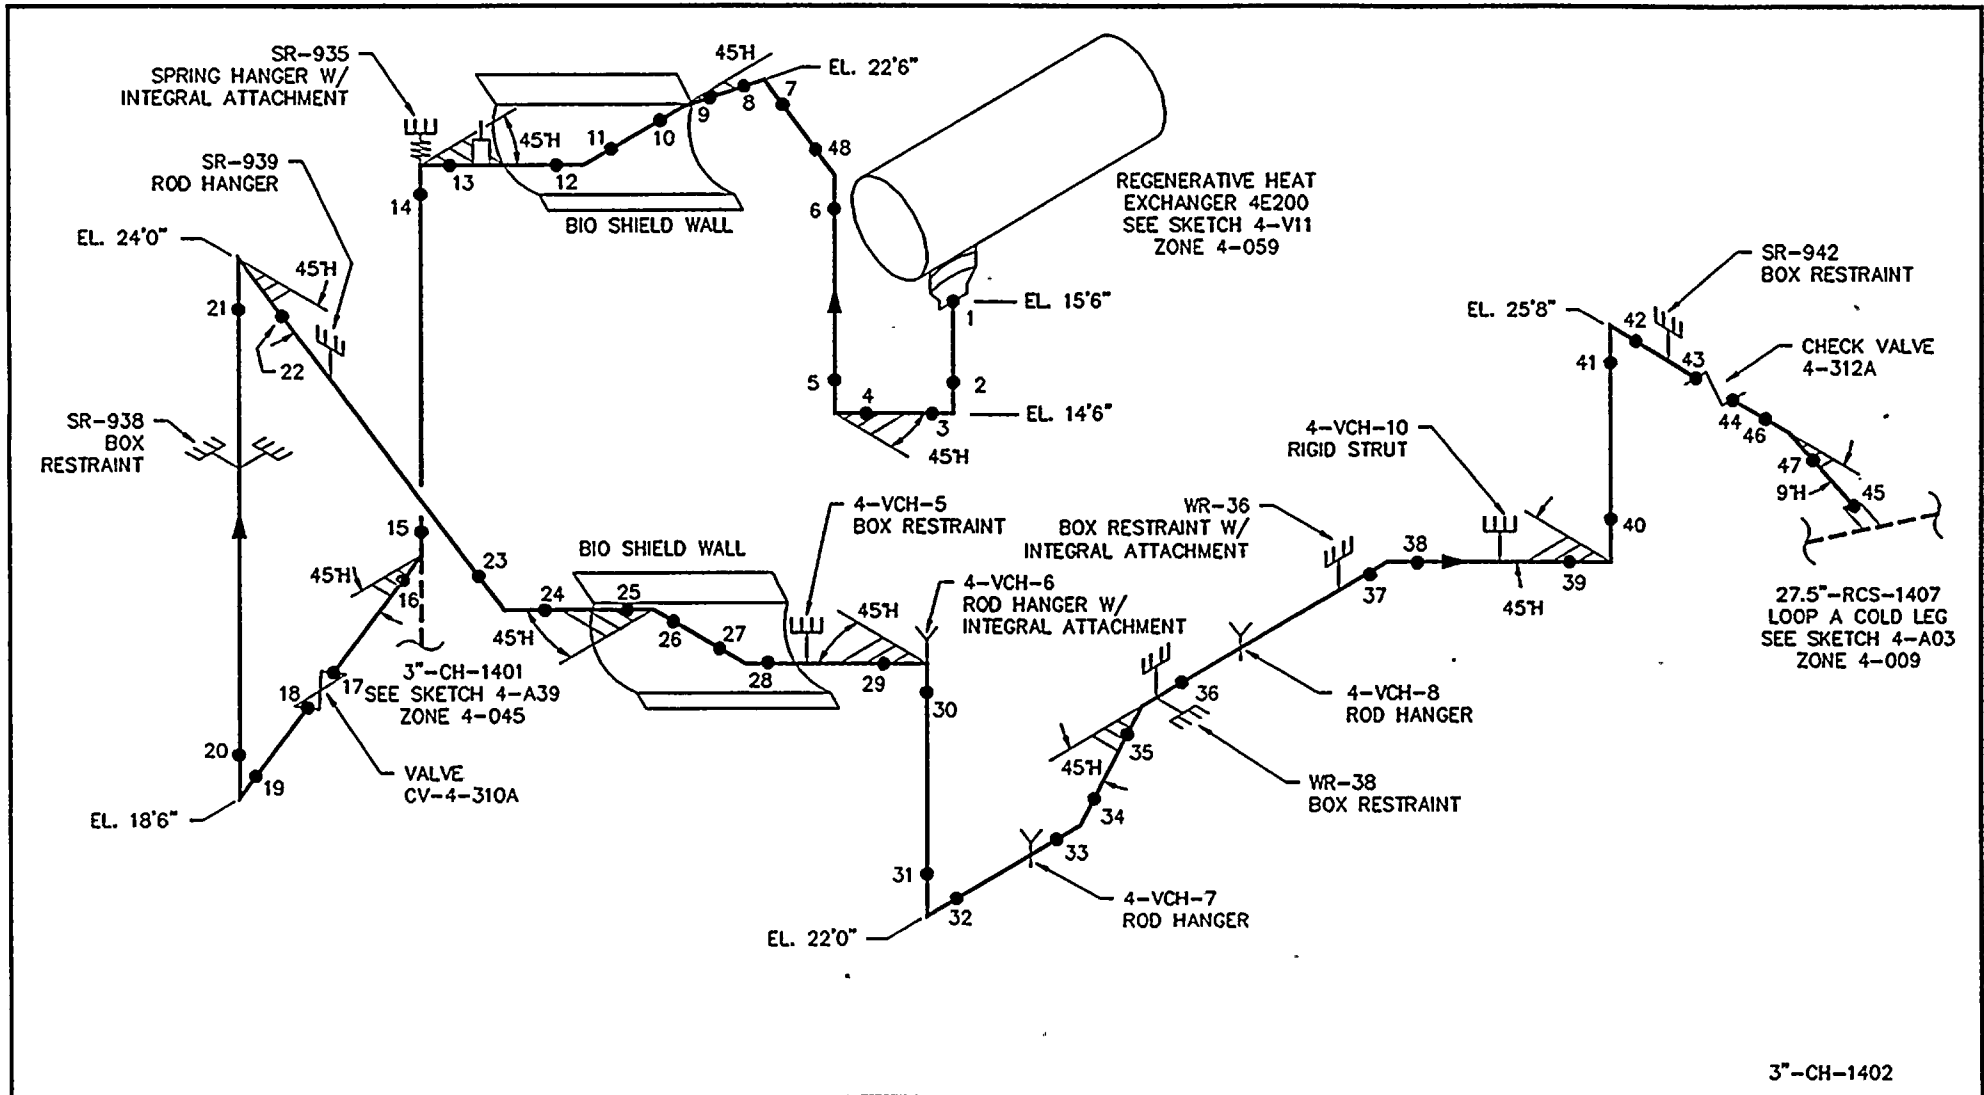 SR-935
SPRING HANGER W/
INTEGRAL ATTACHMENT
45°H
EL. 22'6"
7
8
9
10
11
45°H
48
12
13
14
6
BIO SHIELD WALL
SR-939
ROD HANGER
REGENERATIVE HEAT
EXCHANGER 4E200
SEE SKETCH 4-V11
ZONE 4-059
EL. 24'0"
45°H
21
22
EL. 15'6"
1
5
4
3
2
EL. 14'6"
45°H
SR-942
BOX RESTRAINT
EL. 25'8"
42
41
43
CHECK VALVE
4-312A
44
46
47
9°H
45
40
SR-938
BOX
RESTRAINT
4-VCH-10
RIGID STRUT
4-VCH-5
BOX RESTRAINT
WR-36
BOX RESTRAINT W/
INTEGRAL ATTACHMENT
38
39
45°H
37
15
45°H
16
23
BIO SHIELD WALL
24
25
45°H
26
27
28
29
45°H
4-VCH-6
ROD HANGER W/
INTEGRAL ATTACHMENT
27.5"-RCS-1407
LOOP A COLD LEG
SEE SKETCH 4-A03
ZONE 4-009
17
18
3"-CH-1401
SEE SKETCH 4-A39
ZONE 4-045
30
36
4-VCH-8
ROD HANGER
20
19
VALVE
CV-4-310A
35
45°H
34
WR-38
BOX RESTRAINT
EL. 18'6"
33
31
32
4-VCH-7
ROD HANGER
EL. 22'0"
3"-CH-1402